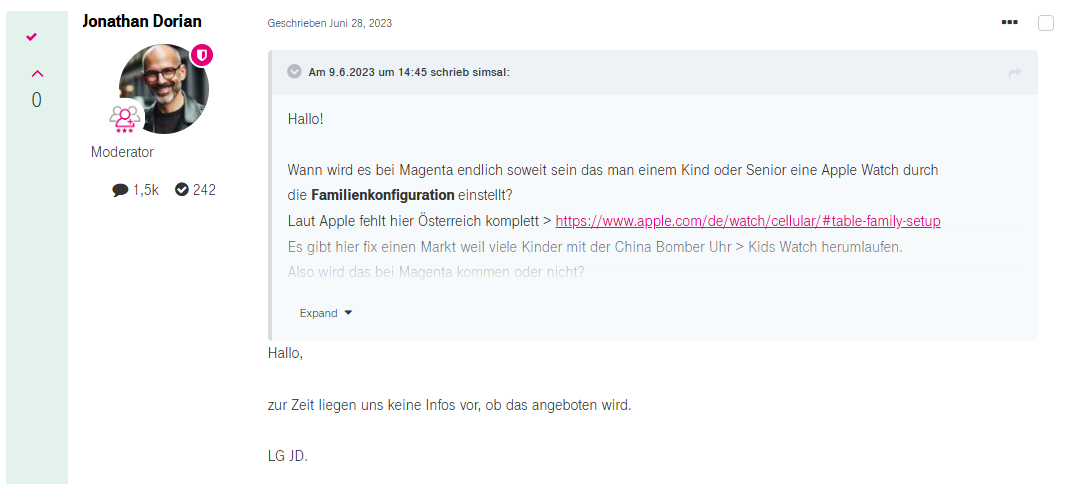 Jonathan Dorian
Geschrieben Juni 28, 2023
0
Am 9.6.2023 um 14:45 schrieb simsal:
Hallo!
Moderator
1,5k 242
Wann wird es bei Magenta endlich soweit sein das man einem Kind oder Senior eine Apple Watch durch
die Familienkonfiguration einstellt?
Laut Apple fehlt hier Österreich komplett > https://www.apple.com/de/watch/cellular/#table-family-setup
Es gibt hier fix einen Markt weil viele Kinder mit der China Bomber Uhr > Kids Watch herumlaufen.
Also wird das bei Magenta kommen oder nicht?
Expand
Hallo,
zur Zeit liegen uns keine Infos vor, ob das angeboten wird.
LG JD.